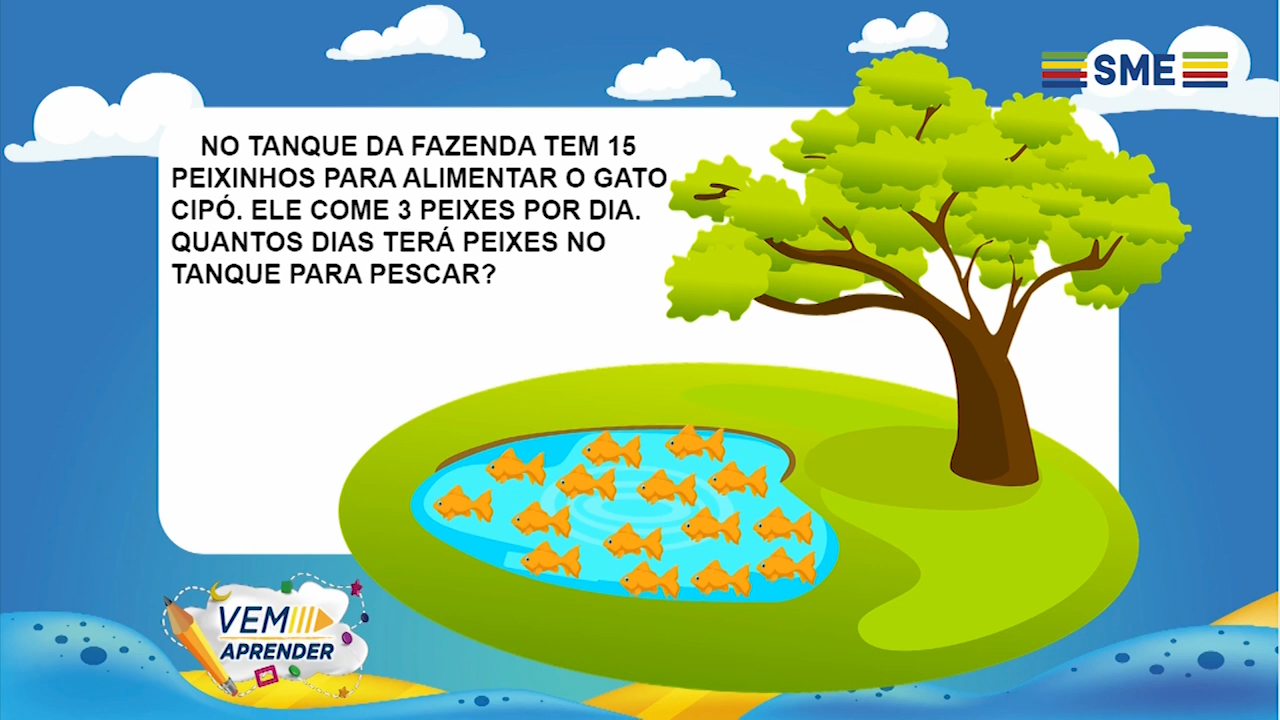 SME
NO TANQUE DA FAZENDA TEM 15
PEIXINHOS PARA ALIMENTAR O GATO
CIPÓ. ELE COME 3 PEIXES POR DIA.
QUANTOS DIAS TERÁ PEIXES NO
TANQUE PARA PESCAR?
VEM
APRENDER